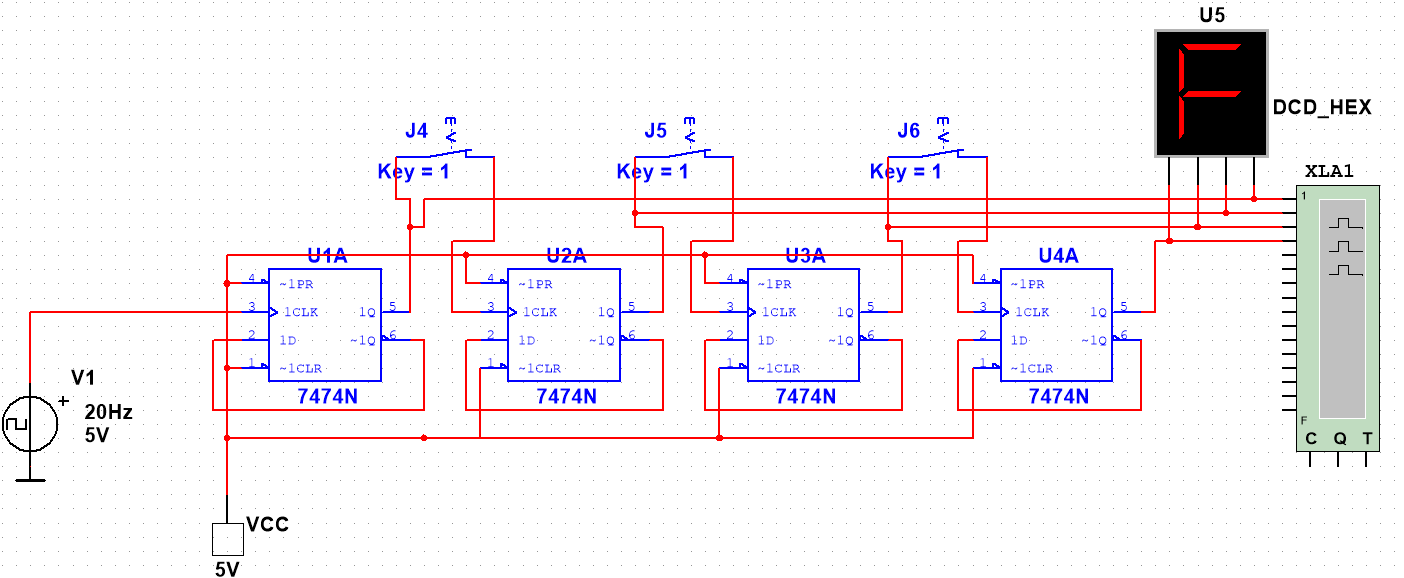 U5
F
DCD_HEX
J4
Key = 1
J5
Key = 1
J6
Key = 1
XLA1
1
F
C Q T
U1A
4 ~1PR
3 1CLK 1Q 5
2 1D ~1Q 6
1 ~1CLR
7474N
U2A
4 ~1PR
3 1CLK 1Q 5
2 1D ~1Q 6
1 ~1CLR
7474N
U3A
4 ~1PR
3 1CLK 1Q 5
2 1D ~1Q 6
1 ~1CLR
7474N
U4A
4 ~1PR
3 1CLK 1Q 5
2 1D ~1Q 6
1 ~1CLR
7474N
V1
+
20Hz
5V
VCC
5V